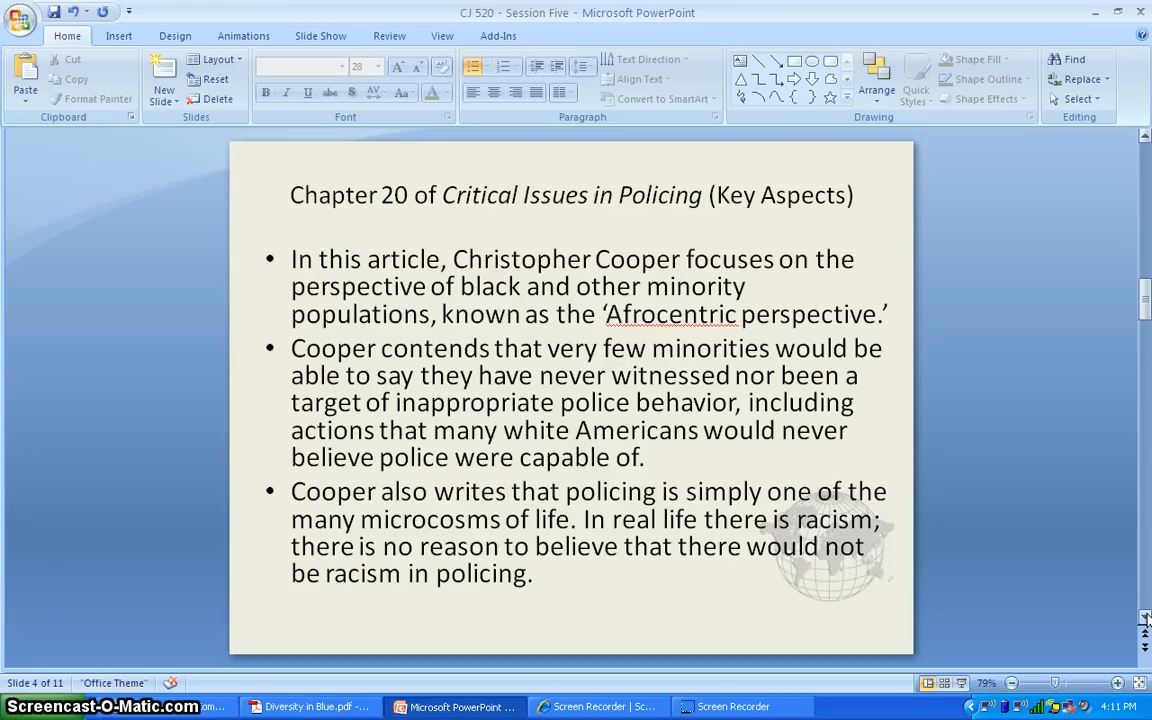 CJ 520 - Session Five - Microsoft PowerPoint
Home Insert Design Animations Slide Show Review View Add-Ins
Cut Layout 28 Text Direction Shape Fill Find
Copy Reset Align Text Shape Outline Replace
Paste Format Painter New Slide Delete B I U abc S AV Aa A Convert to SmartArt Arrange Quick Styles Shape Effects Select
Clipboard Slides Font Paragraph Drawing Editing
Chapter 20 of Critical Issues in Policing (Key Aspects)
• In this article, Christopher Cooper focuses on the
perspective of black and other minority
populations, known as the ‘Afrocentric perspective.’
• Cooper contends that very few minorities would be
able to say they have never witnessed nor been a
target of inappropriate police behavior, including
actions that many white Americans would never
believe police were capable of.
• Cooper also writes that policing is simply one of the
many microcosms of life. In real life there is racism;
there is no reason to believe that there would not
be racism in policing.
Slide 4 of 11 "Office Theme" 79%
Screencast-O-Matic.com om... Diversity in Blue.pdf - ... Microsoft PowerPoint ... Screen Recorder | Sc... Screen Recorder 4:11 PM